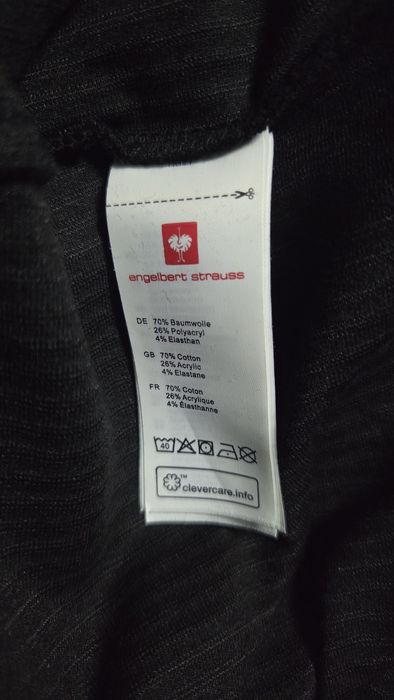 engelbert strauss
DE 70% Baumwolle
26% Polyacryl
4% Elasthan
GB 70% Cotton
26% Acrylic
4% Elastane
FR 70% Coton
26% Acrylique
4% Élasthanne
40
clevercare.info™